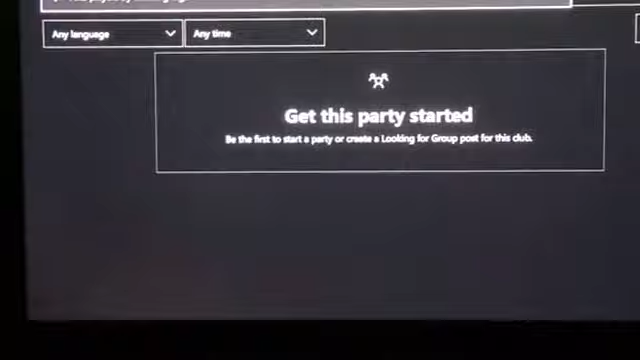 Any language
Any time
Get this party started
Be the first to start a party or create a Looking for Group post for this club.